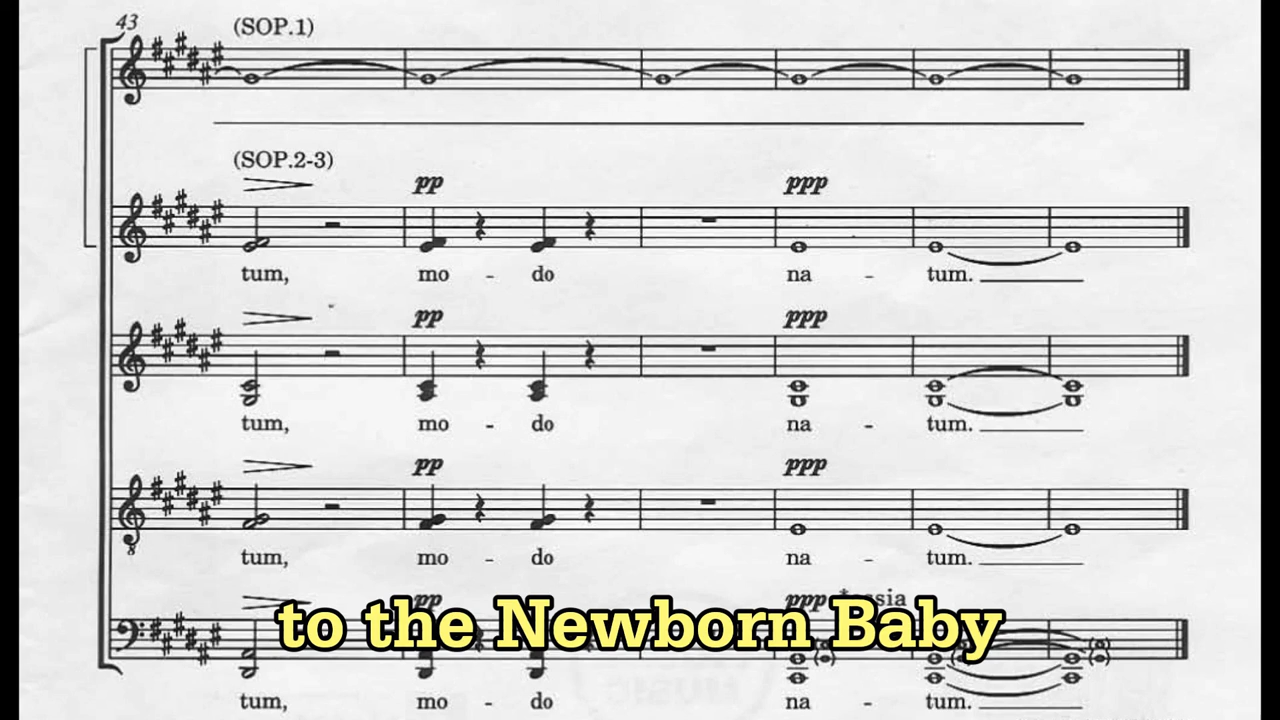 43
(SOP.1)
(SOP.2-3)
pp ppp
tum, mo - do na - tum.
pp ppp
tum, mo - do na - tum.
pp ppp
tum, mo - do na - tum.
8
pp ppp
to the Newborn Baby
tum, mo - do na - tum.